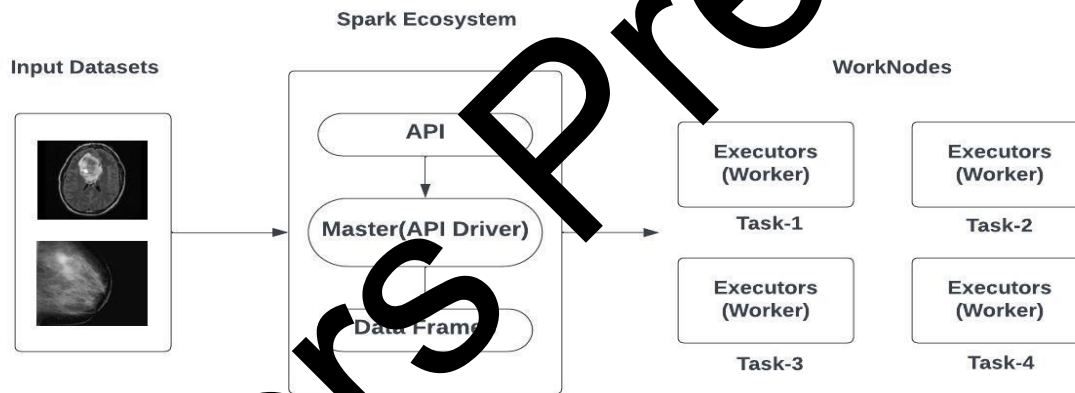 Spark Ecosystem
Input Datasets
WorkNodes
API
Master(API Driver)
Data Frame
Executors
(Worker)
Task-1
Executors
(Worker)
Task-2
Executors
(Worker)
Task-3
Executors
(Worker)
Task-4
rs Pre